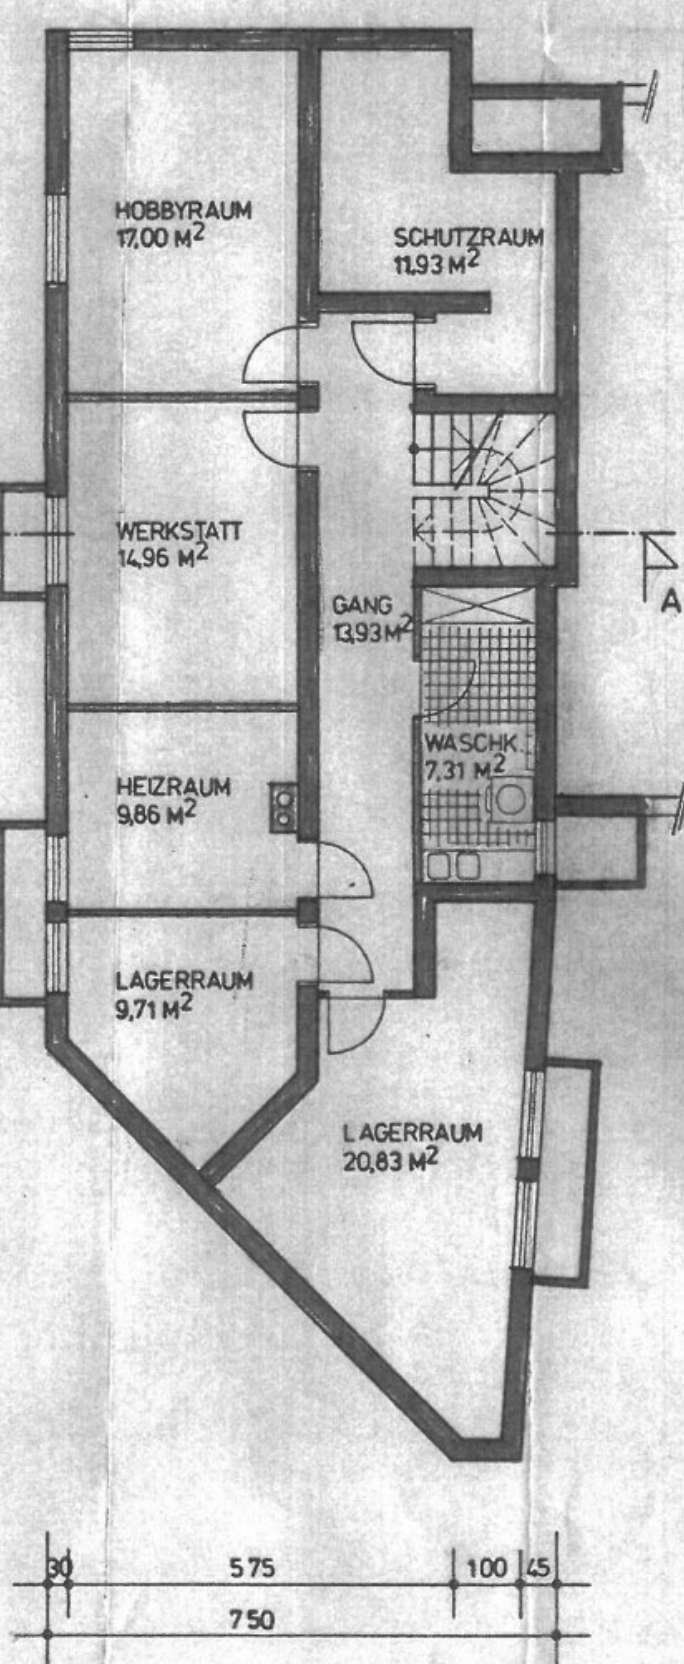 HOBBYRAUM
17,00 M²
SCHUTZRAUM
11,93 M²
WERKSTATT
14,96 M²
GANG
13,93 M²
A
WASCHK.
7,31 M²
HEIZRAUM
9,86 M²
LAGERRAUM
9,71 M²
LAGERRAUM
20,83 M²
30 575 100 45
750